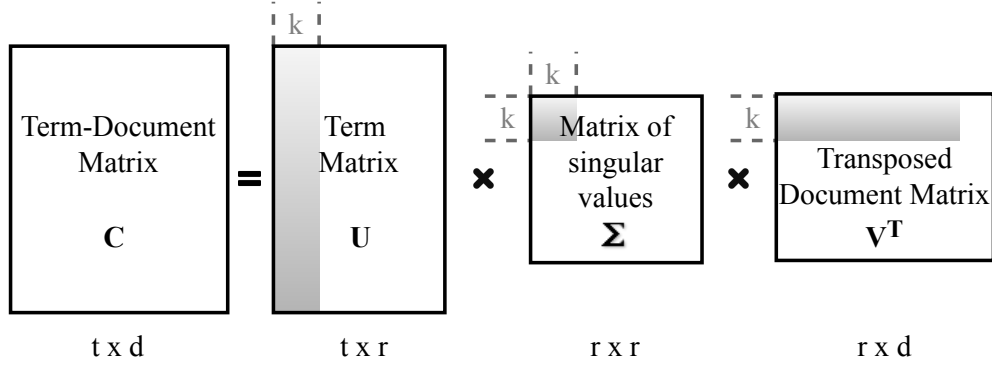 k
k
k
k
Term-Document
Matrix
C
=
Term
Matrix
U
×
Matrix of
singular
values
Σ
×
Transposed
Document Matrix
V^T
t x d
t x r
r x r
r x d